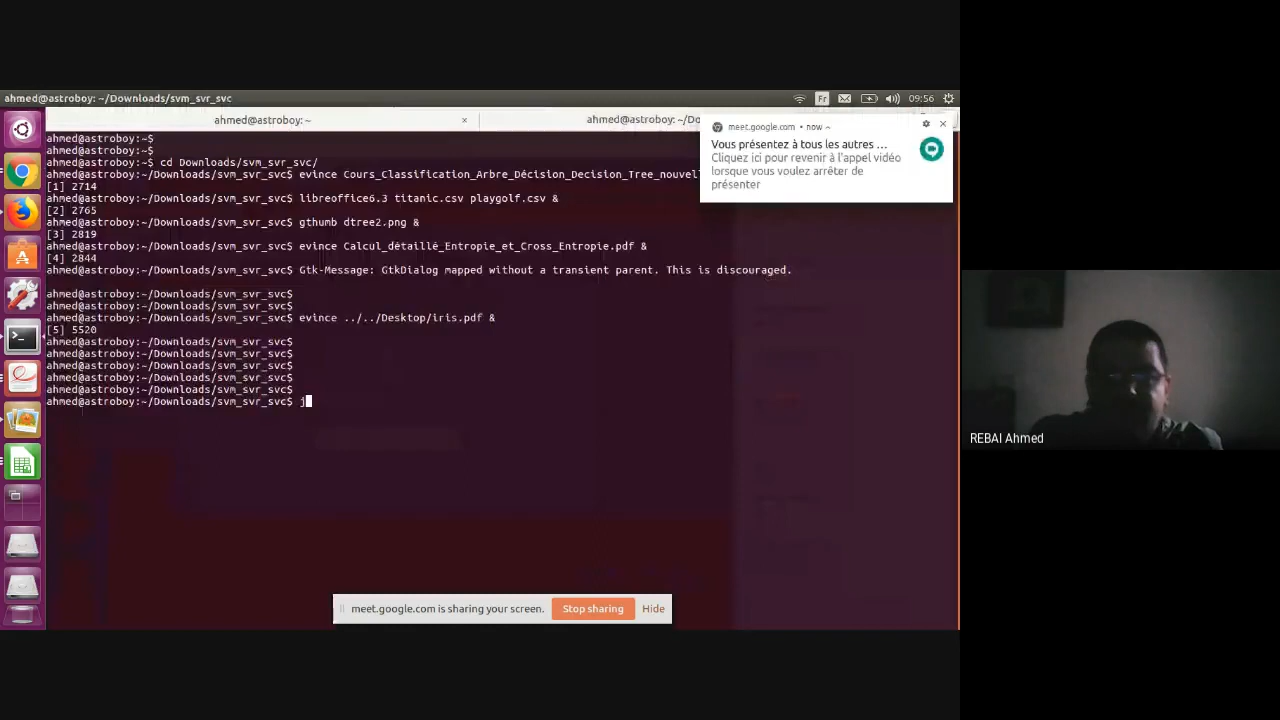 ahmed@astroboy: ~/Downloads/svm_svr_svc
Fr
09:56
ahmed@astroboy: ~
×
ahmed@astroboy: ~/Do
ahmed@astroboy:~$
ahmed@astroboy:~$
ahmed@astroboy:~$ cd Downloads/svm_svr_svc/
ahmed@astroboy:~/Downloads/svm_svr_svc$ evince Cours_Classification_Arbre_Décision_Decision_Tree_nouvell
[1] 2714
ahmed@astroboy:~/Downloads/svm_svr_svc$ libreoffice6.3 titanic.csv playgolf.csv &
[2] 2765
ahmed@astroboy:~/Downloads/svm_svr_svc$ gthumb dtree2.png &
[3] 2819
ahmed@astroboy:~/Downloads/svm_svr_svc$ evince Calcul_détaillé_Entropie_et_Cross_Entropie.pdf &
[4] 2844
ahmed@astroboy:~/Downloads/svm_svr_svc$ Gtk-Message: GtkDialog mapped without a transient parent. This is discouraged.
ahmed@astroboy:~/Downloads/svm_svr_svc$
ahmed@astroboy:~/Downloads/svm_svr_svc$
ahmed@astroboy:~/Downloads/svm_svr_svc$ evince ../../Desktop/iris.pdf &
[5] 5520
ahmed@astroboy:~/Downloads/svm_svr_svc$
ahmed@astroboy:~/Downloads/svm_svr_svc$
ahmed@astroboy:~/Downloads/svm_svr_svc$
ahmed@astroboy:~/Downloads/svm_svr_svc$
ahmed@astroboy:~/Downloads/svm_svr_svc$
ahmed@astroboy:~/Downloads/svm_svr_svc$ j
meet.google.com • now
Vous présentez à tous les autres ...
Cliquez ici pour revenir à l'appel vidéo
lorsque vous voulez arrêter de
présenter
REBAI Ahmed
meet.google.com is sharing your screen.
Stop sharing
Hide